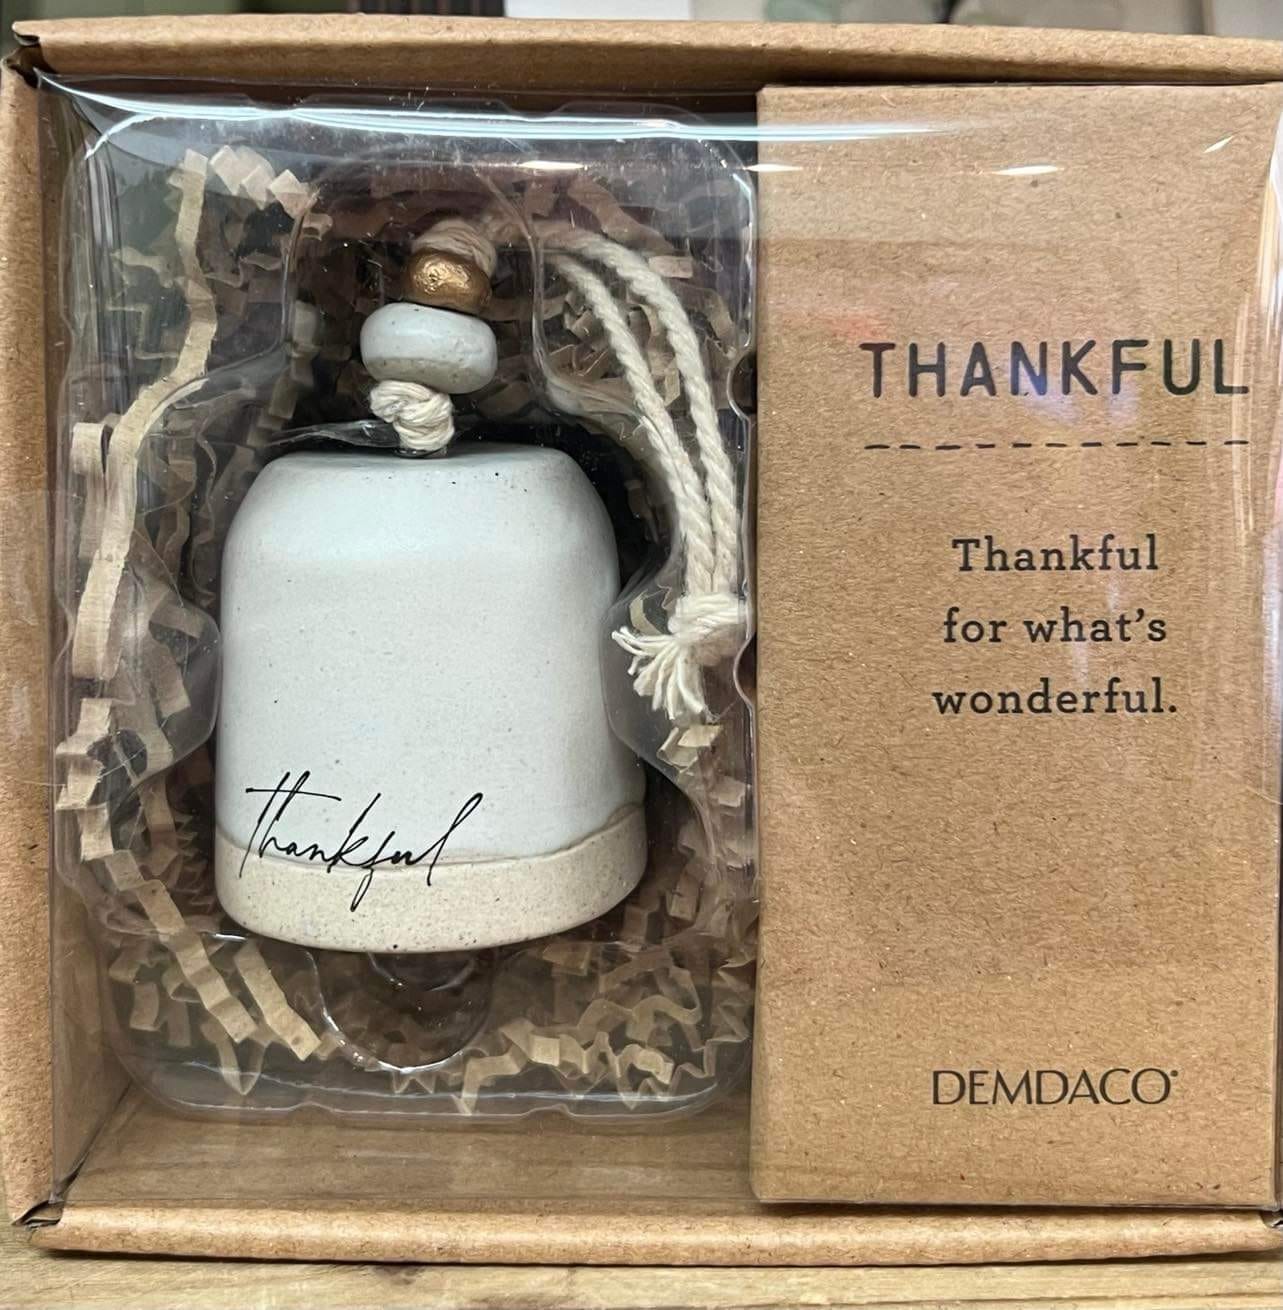 thankful
THANKFUL
Thankful
for what's
wonderful.
DEMDACO